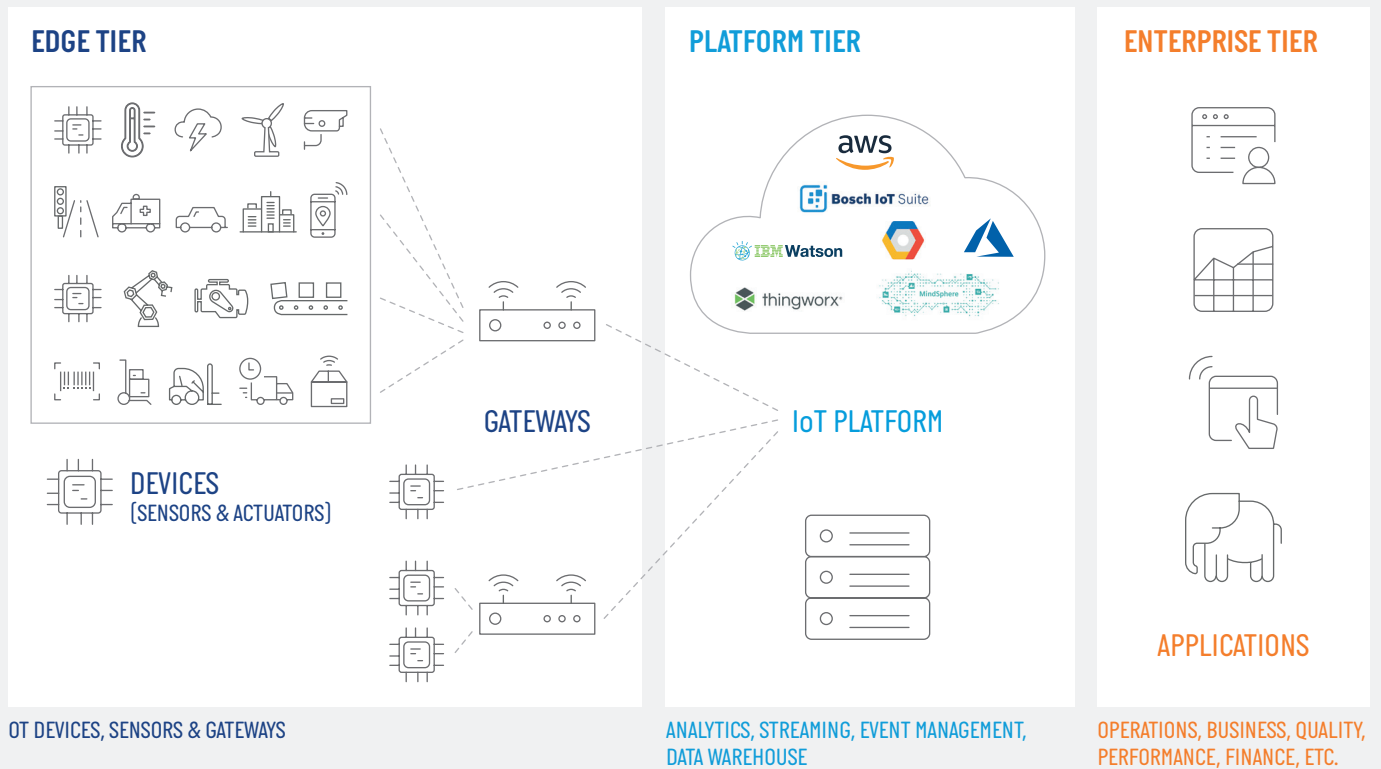 EDGE TIER
GATEWAYS
DEVICES
(SENSORS & ACTUATORS)
OT DEVICES, SENSORS & GATEWAYS
PLATFORM TIER
aws
Bosch IoT Suite
IBM Watson
thingworx
MindSphere
IoT PLATFORM
ANALYTICS, STREAMING, EVENT MANAGEMENT,
DATA WAREHOUSE
ENTERPRISE TIER
APPLICATIONS
OPERATIONS, BUSINESS, QUALITY,
PERFORMANCE, FINANCE, ETC.